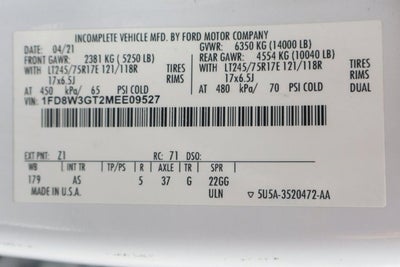 INCOMPLETE VEHICLE MFD. BY FORD MOTOR COMPANY
DATE: 04/21 GVWR: 6350 KG (14000 LB)
FRONT GAWR: 2381 KG (5250 LB) REAR GAWR: 4554 KG (10040 LB)
WITH LT245/75R17E 121/118R TIRES WITH LT245/75R17E 121/118R TIRES
17x6.5J RIMS 17x6.5J RIMS
AT 450 kPa/ 65 PSI COLD AT 480 kPa/ 70 PSI COLD
VIN: 1FD8W3GT2MEE09527 DUAL
EXT PNT: Z1 RC: 71 DSO:
WB INT TR TP/PS R AXLE TR SPR
179 AS 5 37 G 22GG
MADE IN U.S.A. ULN ▽ 5U5A-3520472-AA